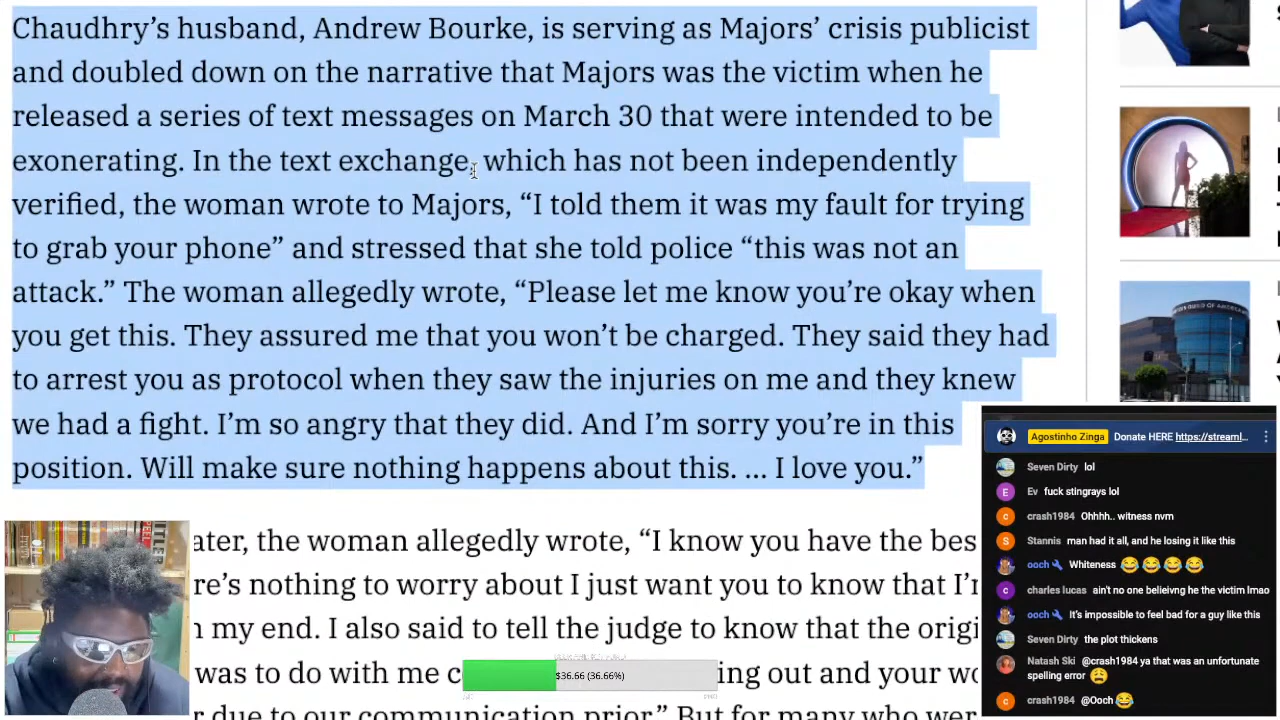 Chaudhry’s husband, Andrew Bourke, is serving as Majors’ crisis publicist
and doubled down on the narrative that Majors was the victim when he
released a series of text messages on March 30 that were intended to be
exonerating. In the text exchange, which has not been independently
verified, the woman wrote to Majors, “I told them it was my fault for trying
to grab your phone” and stressed that she told police “this was not an
attack.” The woman allegedly wrote, “Please let me know you’re okay when
you get this. They assured me that you won’t be charged. They said they had
to arrest you as protocol when they saw the injuries on me and they knew
we had a fight. I’m so angry that they did. And I’m sorry you’re in this
position. Will make sure nothing happens about this. … I love you.”
ater, the woman allegedly wrote, “I know you have the bes
re’s nothing to worry about I just want you to know that I’
my end. I also said to tell the judge to know that the origi
was to do with me c ing out and your wo
r due to our communication prior.” But for many who wer
$36.66 (36.66%)
Agostinho Zinga Donate HERE https://streaml...
Seven Dirty lol
Ev fuck stingrays lol
crash1984 Ohhhh.. witness nvm
Stannis man had it all, and he losing it like this
ooch Whiteness 😂😂😂😂
charles lucas ain't no one beleivng he the victim lmao
ooch It's impossible to feel bad for a guy like this
Seven Dirty the plot thickens
Natash Ski @crash1984 ya that was an unfortunate
spelling error 😩
crash1984 @Ooch 😂